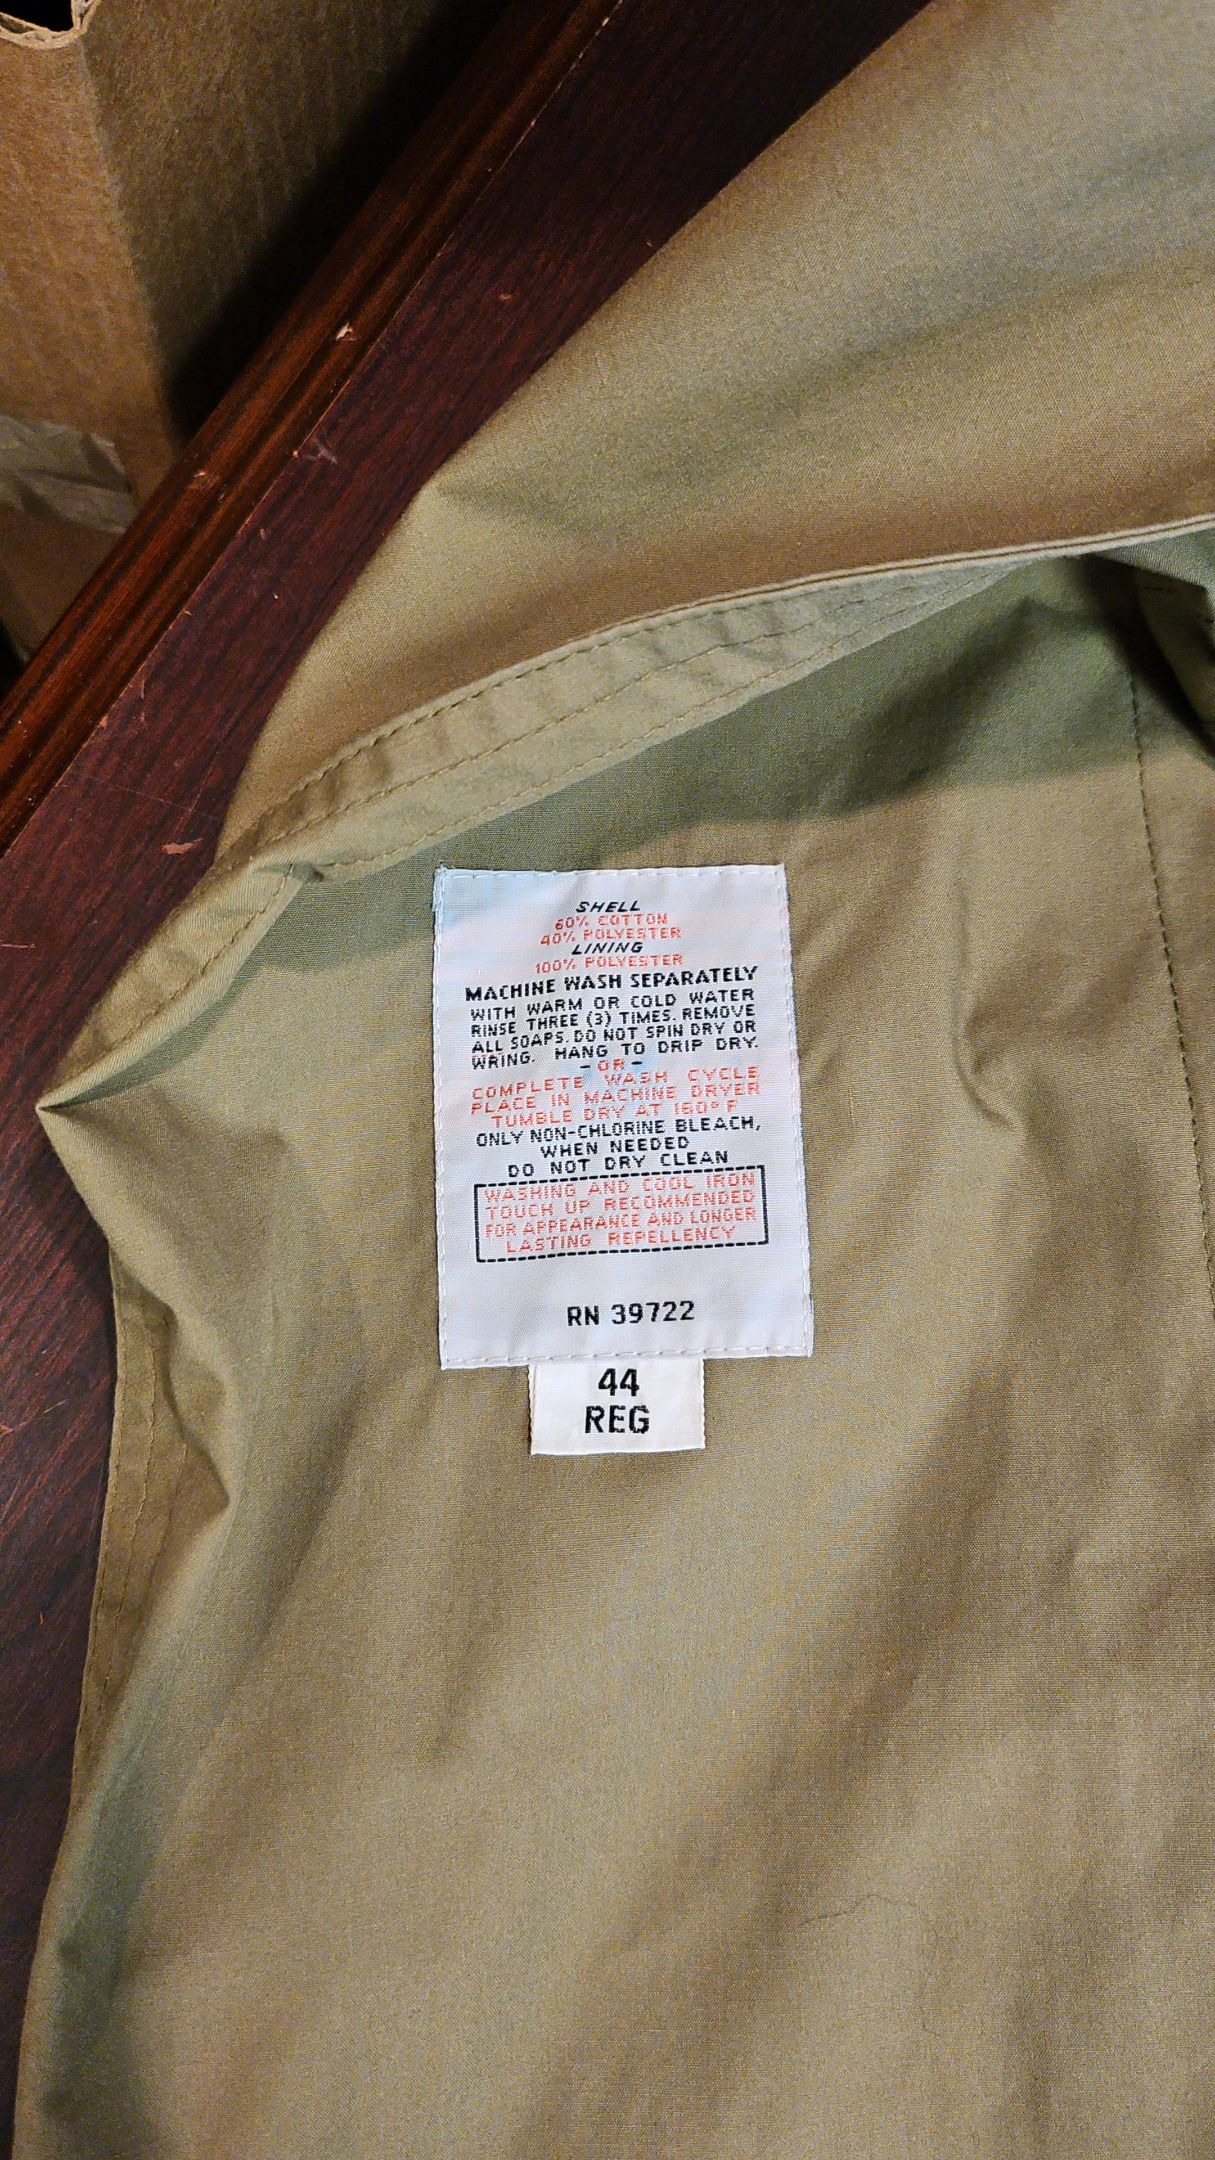 SHELL
60% COTTON
40% POLYESTER
LINING
100% POLYESTER
MACHINE WASH SEPARATELY
WITH WARM OR COLD WATER
RINSE THREE (3) TIMES. REMOVE
ALL SOAPS. DO NOT SPIN DRY OR
WRING. HANG TO DRIP DRY.
- OR -
COMPLETE WASH CYCLE
PLACE IN MACHINE DRYER
TUMBLE DRY AT 160° F
ONLY NON-CHLORINE BLEACH,
WHEN NEEDED
DO NOT DRY CLEAN
WASHING AND COOL IRON
TOUCH UP RECOMMENDED
FOR APPEARANCE AND LONGER
LASTING REPELLENCY
RN 39722
44
REG